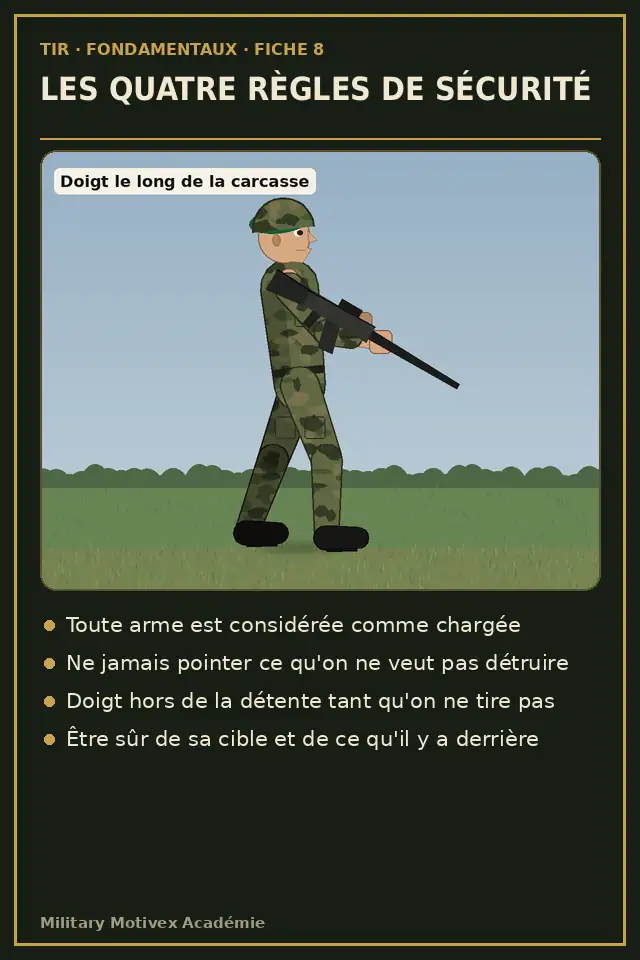 TIR · FONDAMENTAUX · FICHE 8
LES QUATRE RÈGLES DE SÉCURITÉ
Doigt le long de la carcasse
Toute arme est considérée comme chargée
Ne jamais pointer ce qu'on ne veut pas détruire
Doigt hors de la détente tant qu'on ne tire pas
Être sûr de sa cible et de ce qu'il y a derrière
Military Motivex Académie